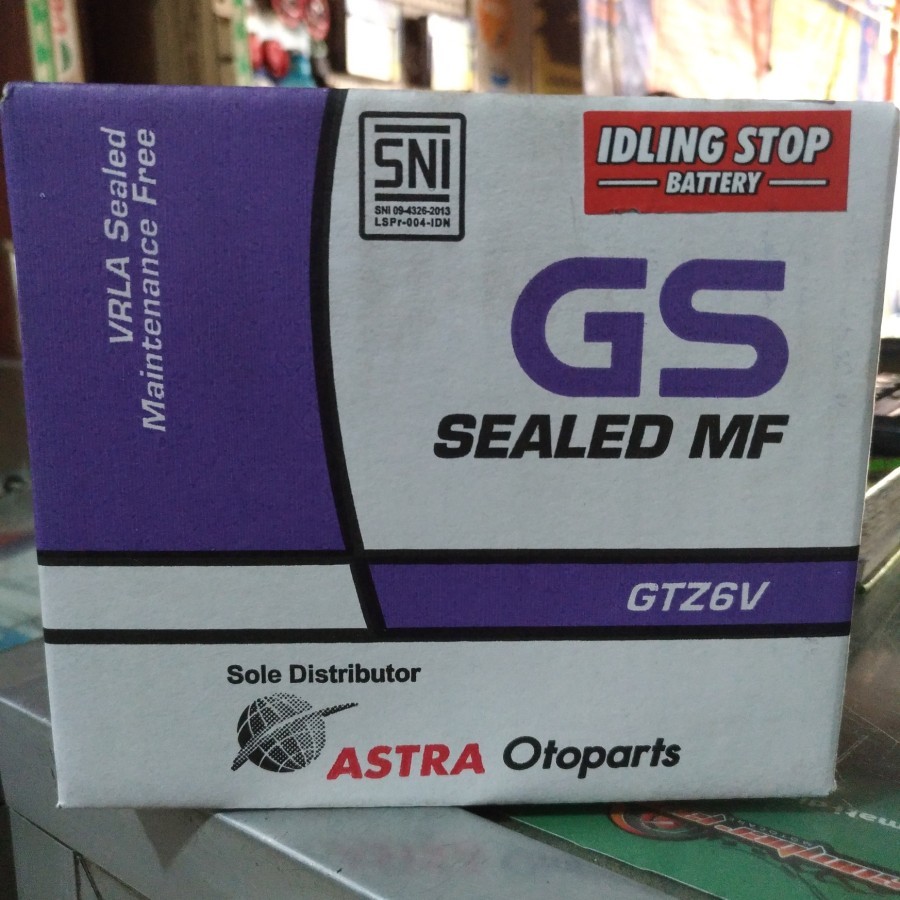 VRLA Sealed
Maintenance Free
SNI
SNI 09-4326-2013
LSPr-004-IDN
IDLING STOP
BATTERY
GS
SEALED MF
GTZ6V
Sole Distributor
ASTRA Otoparts